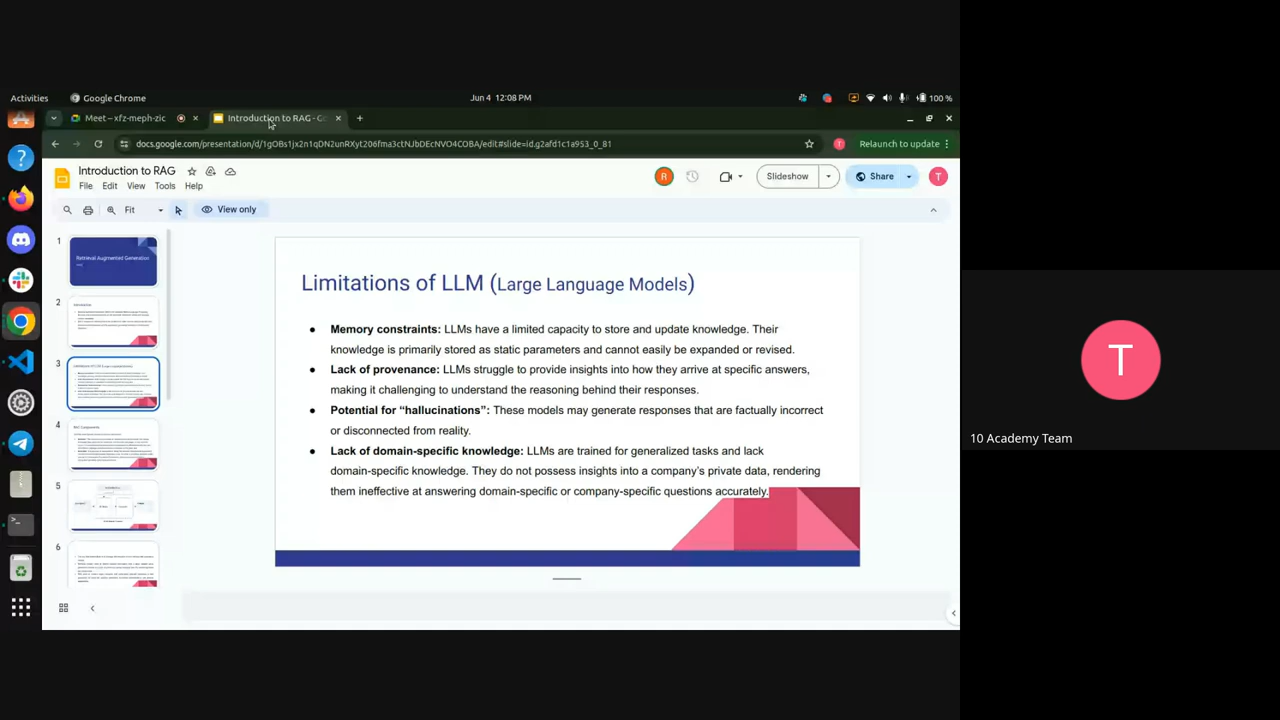 Activities
Google Chrome
Jun 4 12:08 PM
100 %
Meet – xfz-meph-zic
Introduction to RAG - Go
docs.google.com/presentation/d/1gOBs1jx2n1qDN2unRXyt206fma3ctNJbDEcNVO4COBA/edit#slide=id.g2afd1c1a953_0_81
T
Relaunch to update
Introduction to RAG
File Edit View Tools Help
R
Slideshow
Share
T
Fit
View only
1
Retrieval Augmented Generation
2
3
4
5
6
Limitations of LLM (Large Language Models)
● Memory constraints: LLMs have a limited capacity to store and update knowledge. Their
knowledge is primarily stored as static parameters and cannot easily be expanded or revised.
● Lack of provenance: LLMs struggle to provide insights into how they arrive at specific answers,
making it challenging to understand the reasoning behind their responses.
● Potential for “hallucinations”: These models may generate responses that are factually incorrect
or disconnected from reality.
● Lack of domain-specific knowledge: LLMs are trained for generalized tasks and lack
domain-specific knowledge. They do not possess insights into a company’s private data, rendering
them ineffective at answering domain-specific or company-specific questions accurately.
T
10 Academy Team